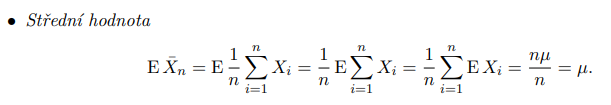 • Střední hodnota
E X̄ₙ = E 1/n ∑ᵢ₌₁ⁿ Xᵢ = 1/n E ∑ᵢ₌₁ⁿ Xᵢ = 1/n ∑ᵢ₌₁ⁿ E Xᵢ = nμ/n = μ.